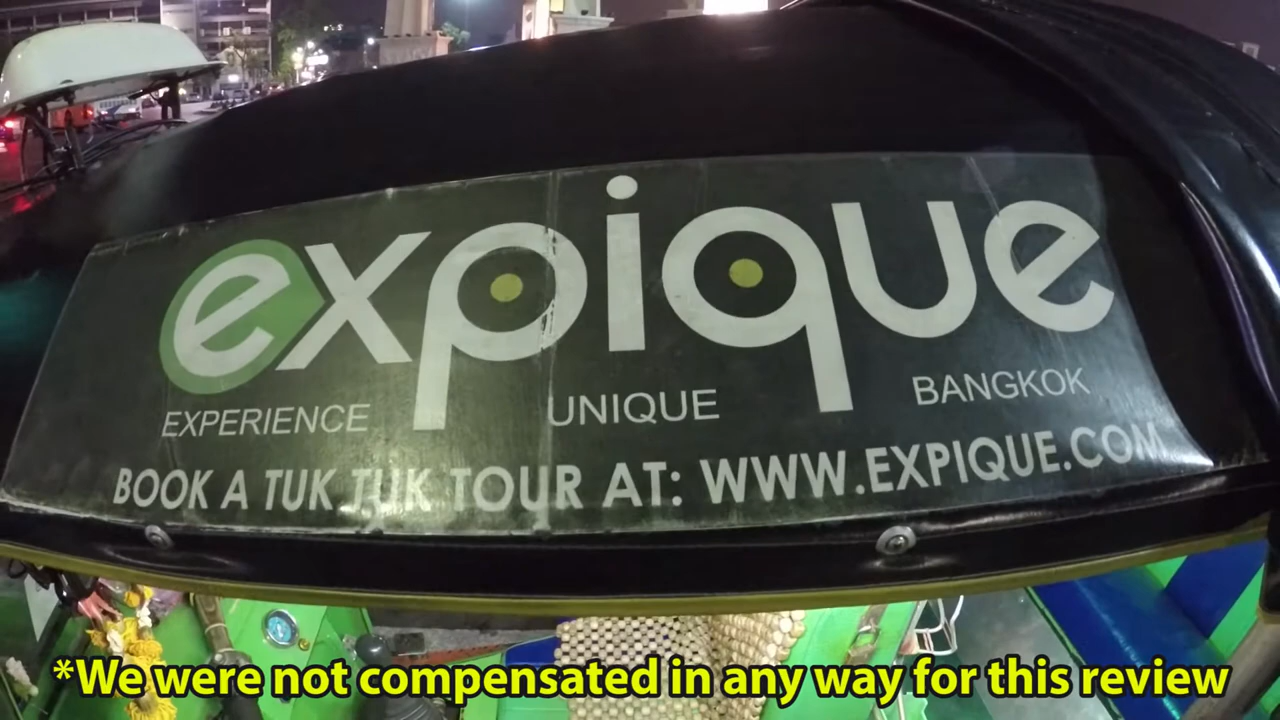 expique
EXPERIENCE UNIQUE BANGKOK
BOOK A TUK TUK TOUR AT: WWW.EXPIQUE.COM
*We were not compensated in any way for this review